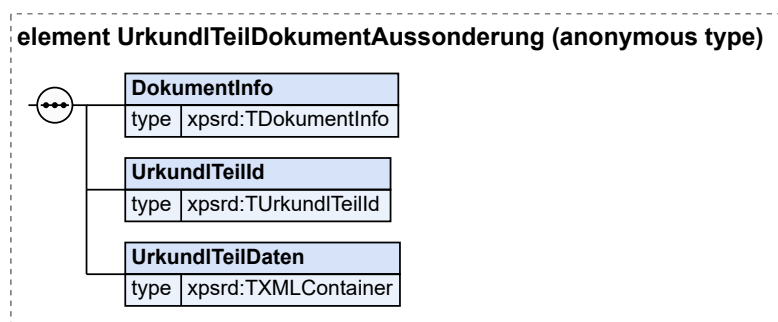 element UrkundlTeilDokumentAussonderung (anonymous type)
DokumentInfo
type xpsrd:TDokumentInfo
UrkundlTeilId
type xpsrd:TUrkundlTeilId
UrkundlTeilDaten
type xpsrd:TXMLContainer